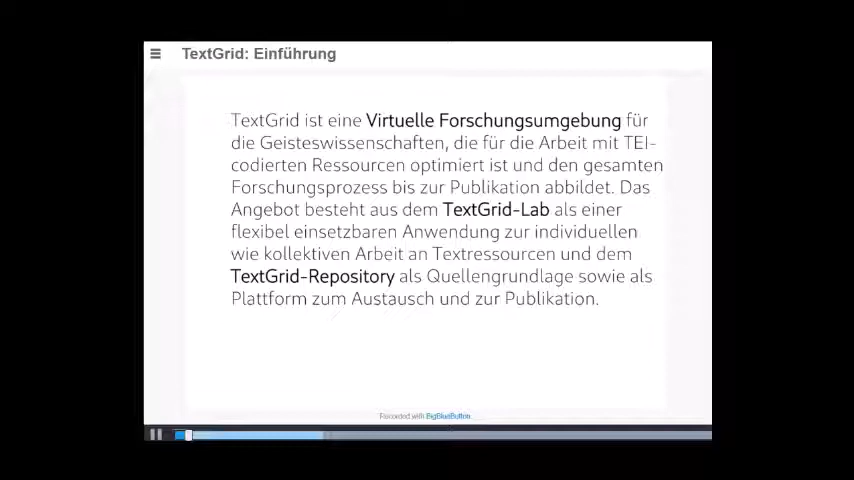 TextGrid: Einführung
TextGrid ist eine Virtuelle Forschungsumgebung für
die Geisteswissenschaften, die für die Arbeit mit TEI-
codierten Ressourcen optimiert ist und den gesamten
Forschungsprozess bis zur Publikation abbildet. Das
Angebot besteht aus dem TextGrid-Lab als einer
flexibel einsetzbaren Anwendung zur individuellen
wie kollektiven Arbeit an Textressourcen und dem
TextGrid-Repository als Quellengrundlage sowie als
Plattform zum Austausch und zur Publikation.
Recorded with BigBlueButton.